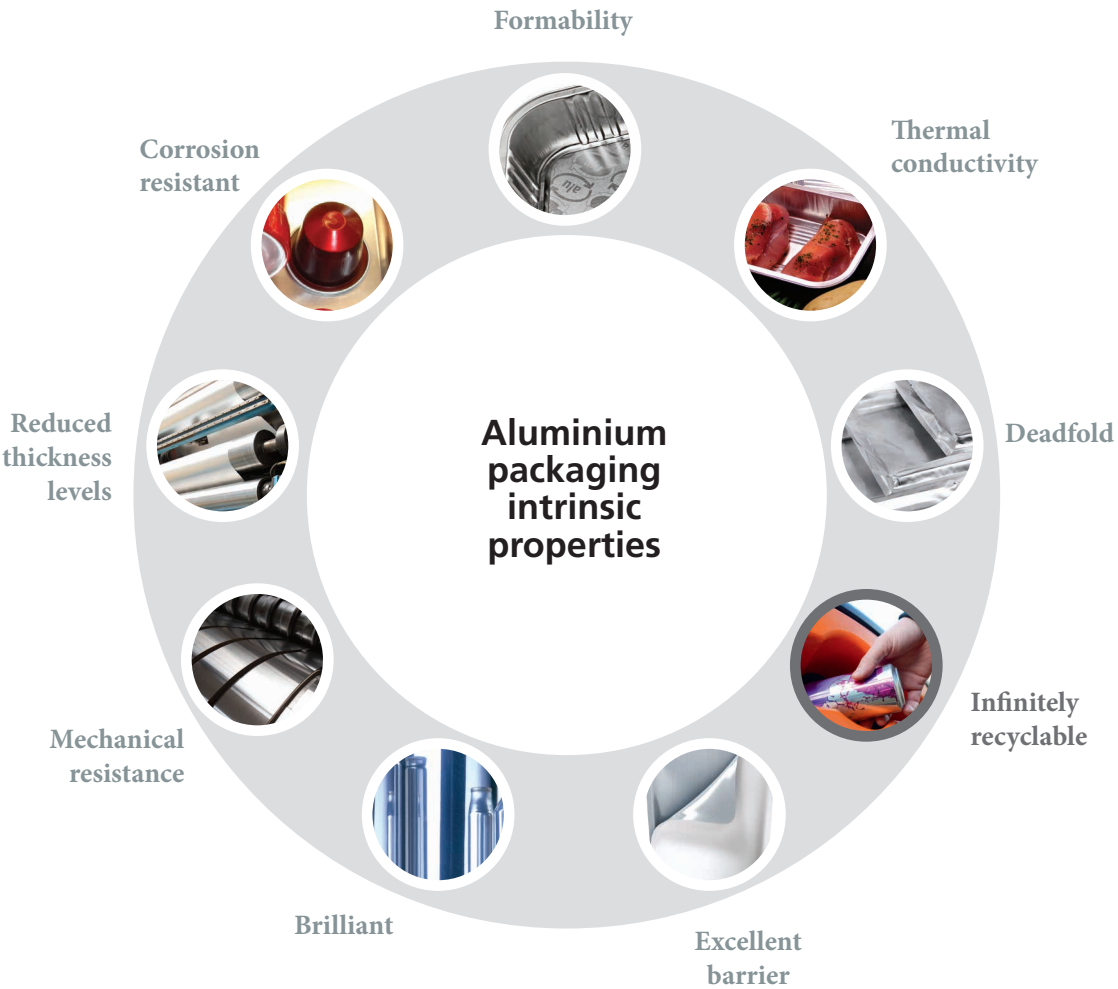 Formability
Thermal
conductivity
Corrosion
resistant
alu
Reduced
thickness
levels
Deadfold
Aluminium
packaging
intrinsic
properties
Infinitely
recyclable
Mechanical
resistance
Brilliant
Excellent
barrier